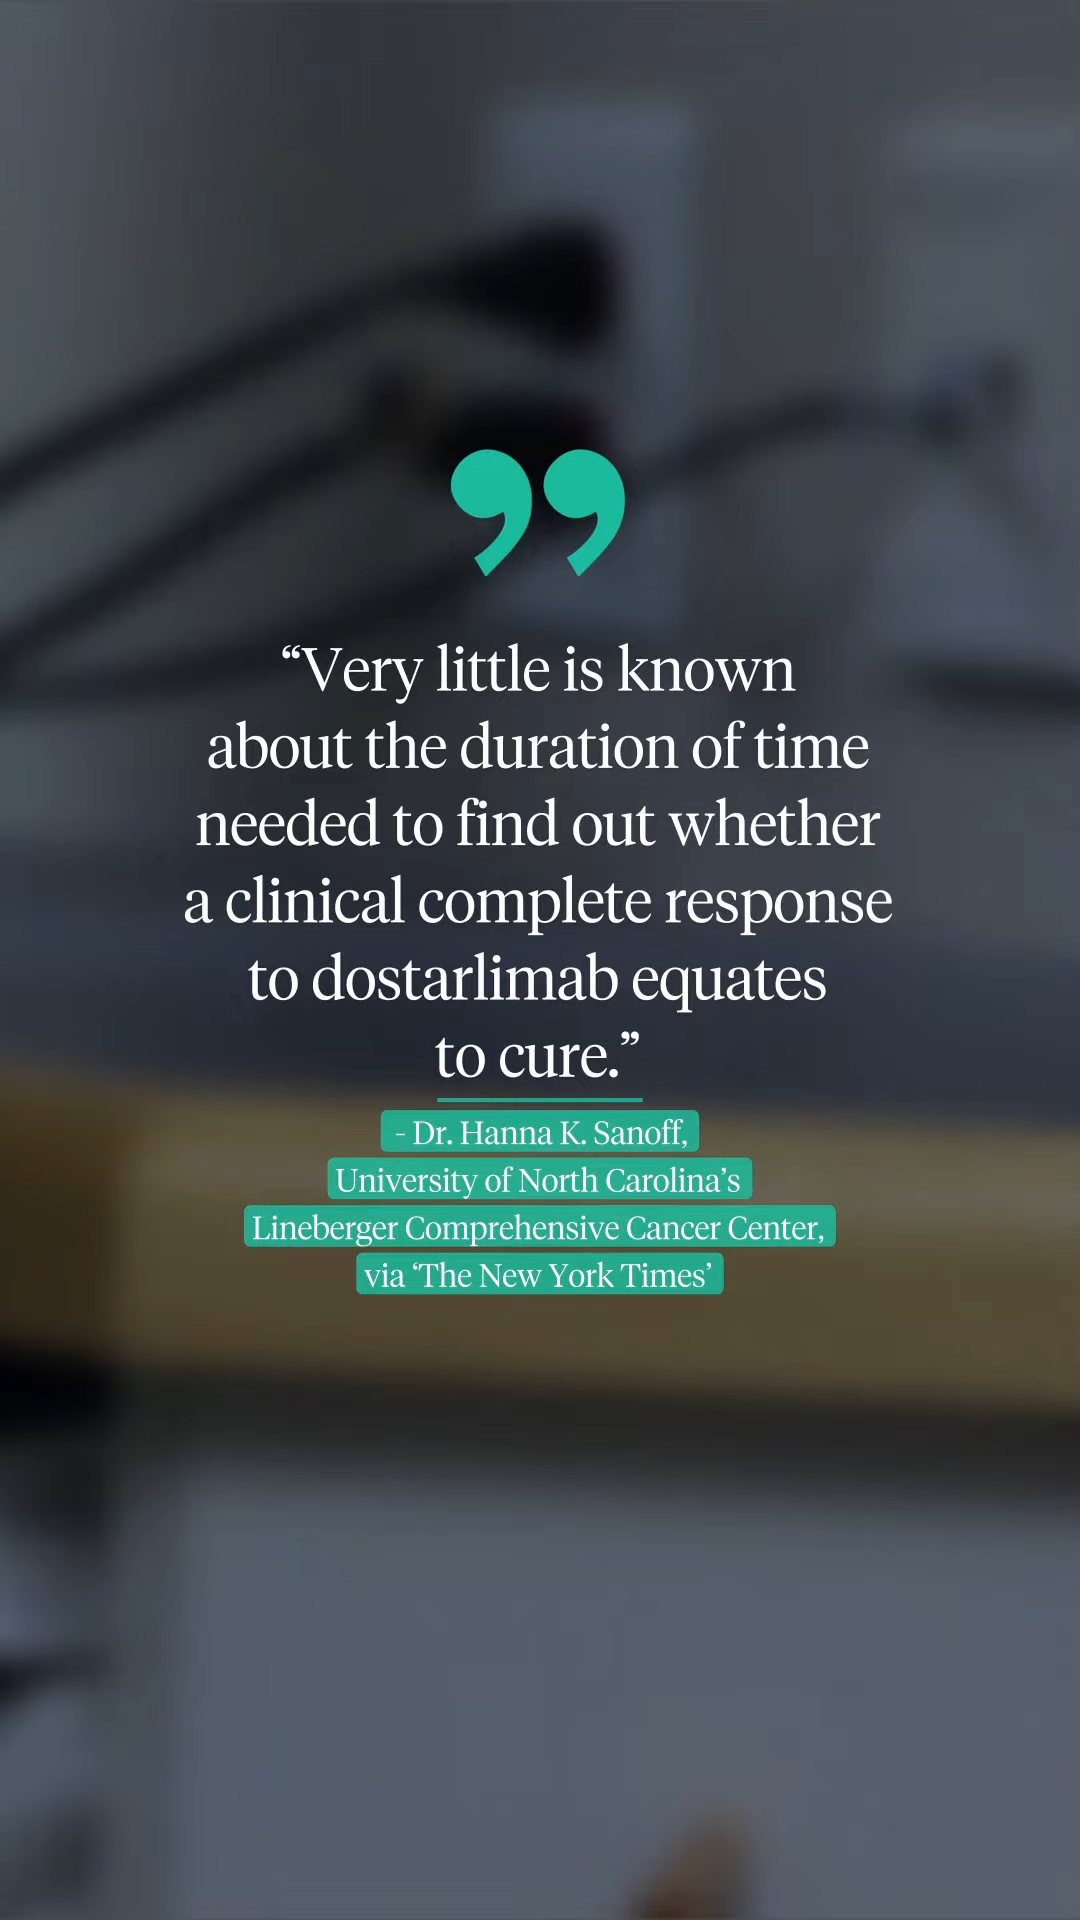 “Very little is known
about the duration of time
needed to find out whether
a clinical complete response
to dostarlimab equates
to cure.”
- Dr. Hanna K. Sanoff,
University of North Carolina’s
Lineberger Comprehensive Cancer Center,
via ‘The New York Times’